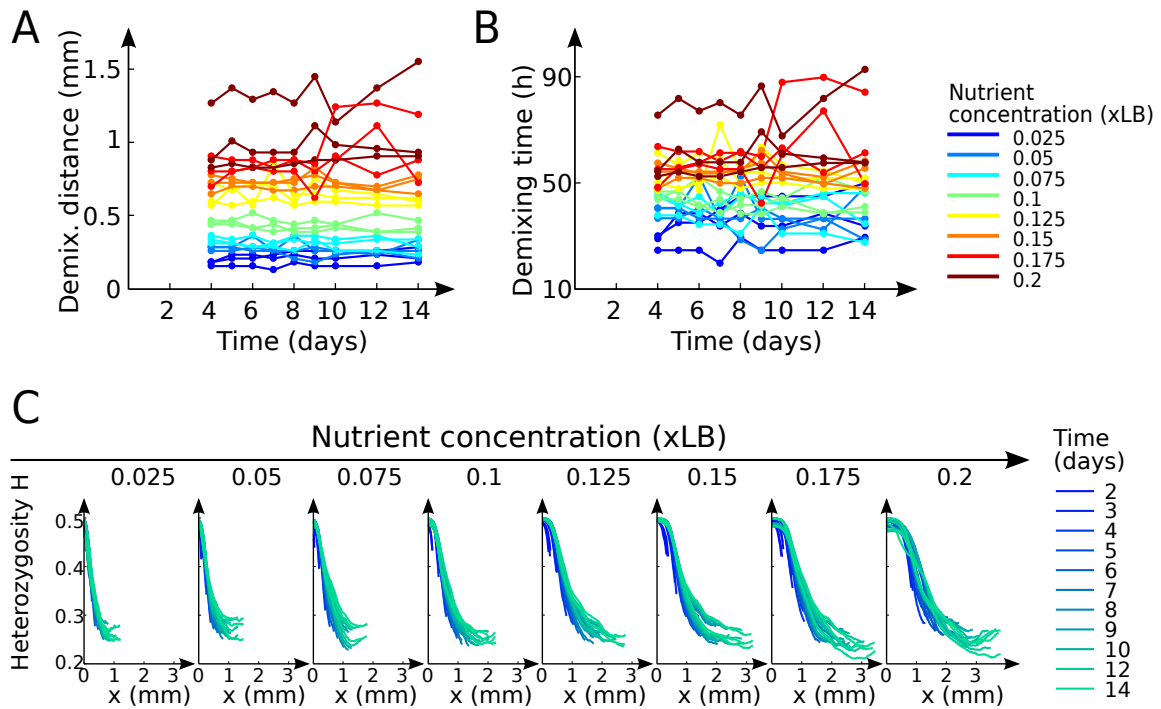 A
Demix. distance (mm)
1.5
1
0.5
0
2 4 6 8 10 12 14
Time (days)
B
Demixing time (h)
90
50
10
2 4 6 8 10 12 14
Time (days)
Nutrient
concentration (xLB)
0.025
0.05
0.075
0.1
0.125
0.15
0.175
0.2
C
Nutrient concentration (xLB)
0.025 0.05 0.075 0.1 0.125 0.15 0.175 0.2
Heterozygosity H
0.5
0.4
0.3
0.2
0 1 2 3 0 1 2 3 0 1 2 3 0 1 2 3 0 1 2 3 0 1 2 3 0 1 2 3 0 1 2 3
x (mm) x (mm) x (mm) x (mm) x (mm) x (mm) x (mm) x (mm)
Time
(days)
2
3
4
5
6
7
8
9
10
12
14